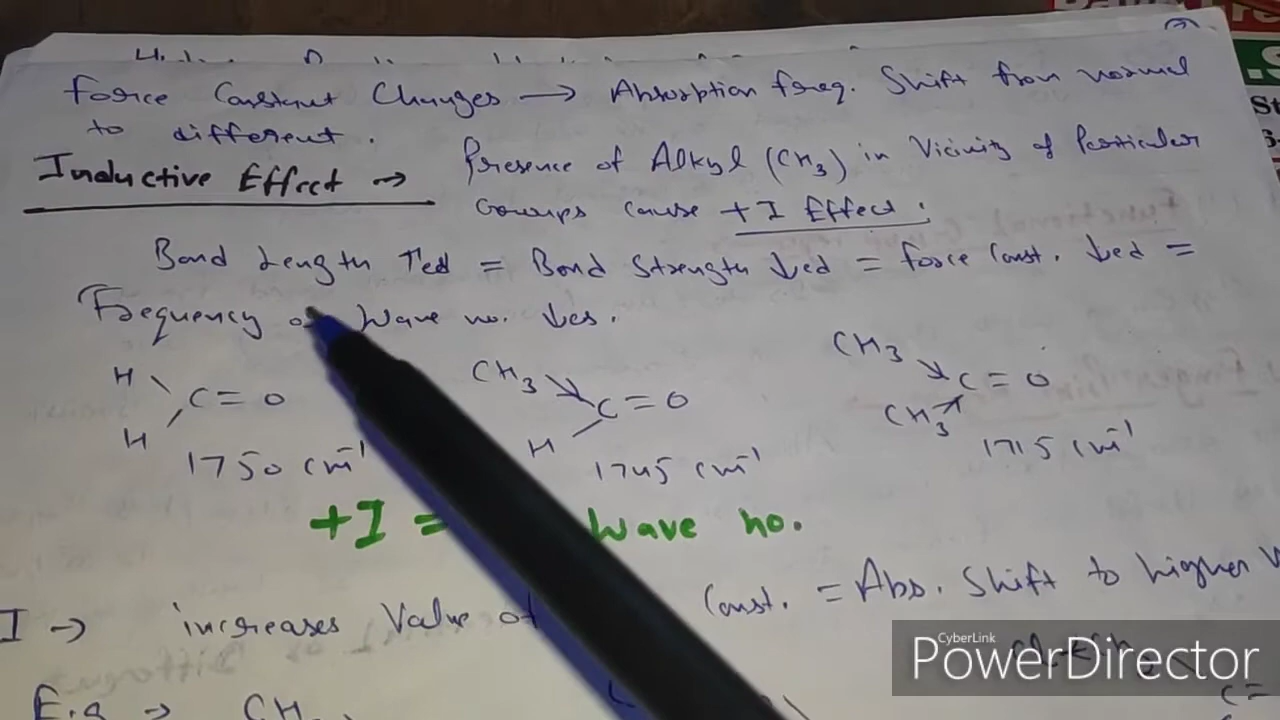 Force Constant Changes → Absorption freq. Shift from normal
to different.
Inductive Effect → Presence of Alkyl (CH3) in Vicinity of Particular
Groups cause +I Effect.
Bond Length ↑ed = Bond Strength ↓ed = force Const. ↓ed =
Frequency or Wave no. ↓es.
H
C=O
H
1750 cm⁻¹
CH3
C=O
H
1745 cm⁻¹
CH3
C=O
CH3
1715 cm⁻¹
+I = Wave no.
I → increases Value of Const. = Abs. Shift to higher
E.g → CH
CyberLink
PowerDirector